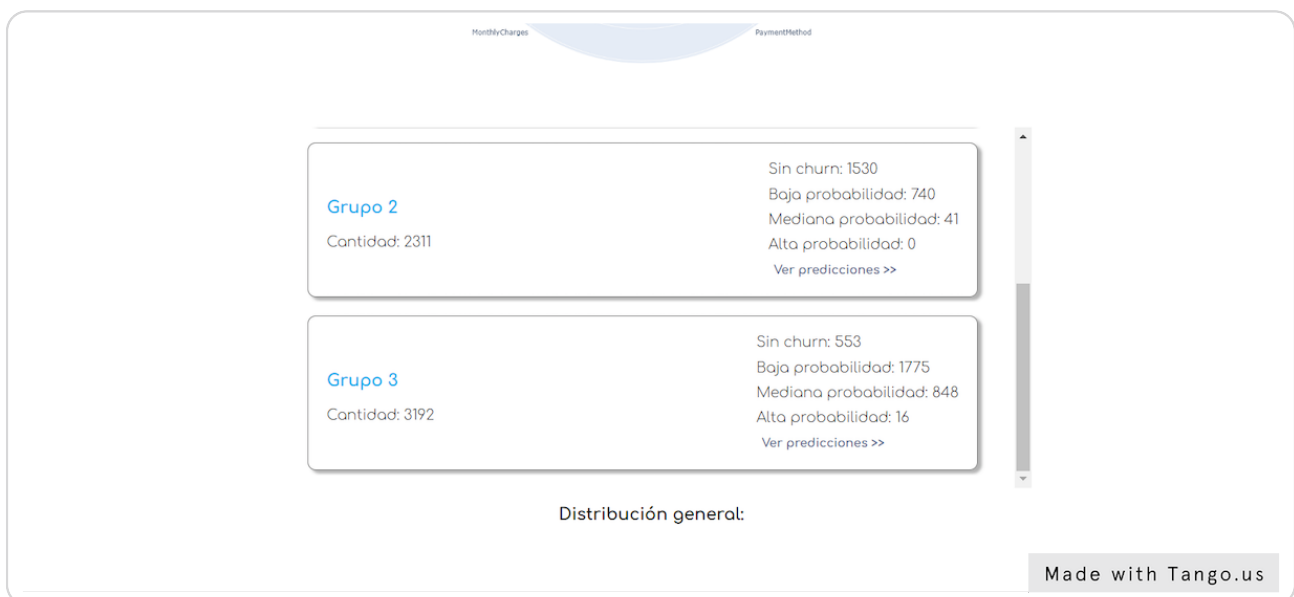 MonthlyCharges
PaymentMethod
Grupo 2
Cantidad: 2311
Sin churn: 1530
Baja probabilidad: 740
Mediana probabilidad: 41
Alta probabilidad: 0
Ver predicciones >>
Grupo 3
Cantidad: 3192
Sin churn: 553
Baja probabilidad: 1775
Mediana probabilidad: 848
Alta probabilidad: 16
Ver predicciones >>
Distribución general:
Made with Tango.us